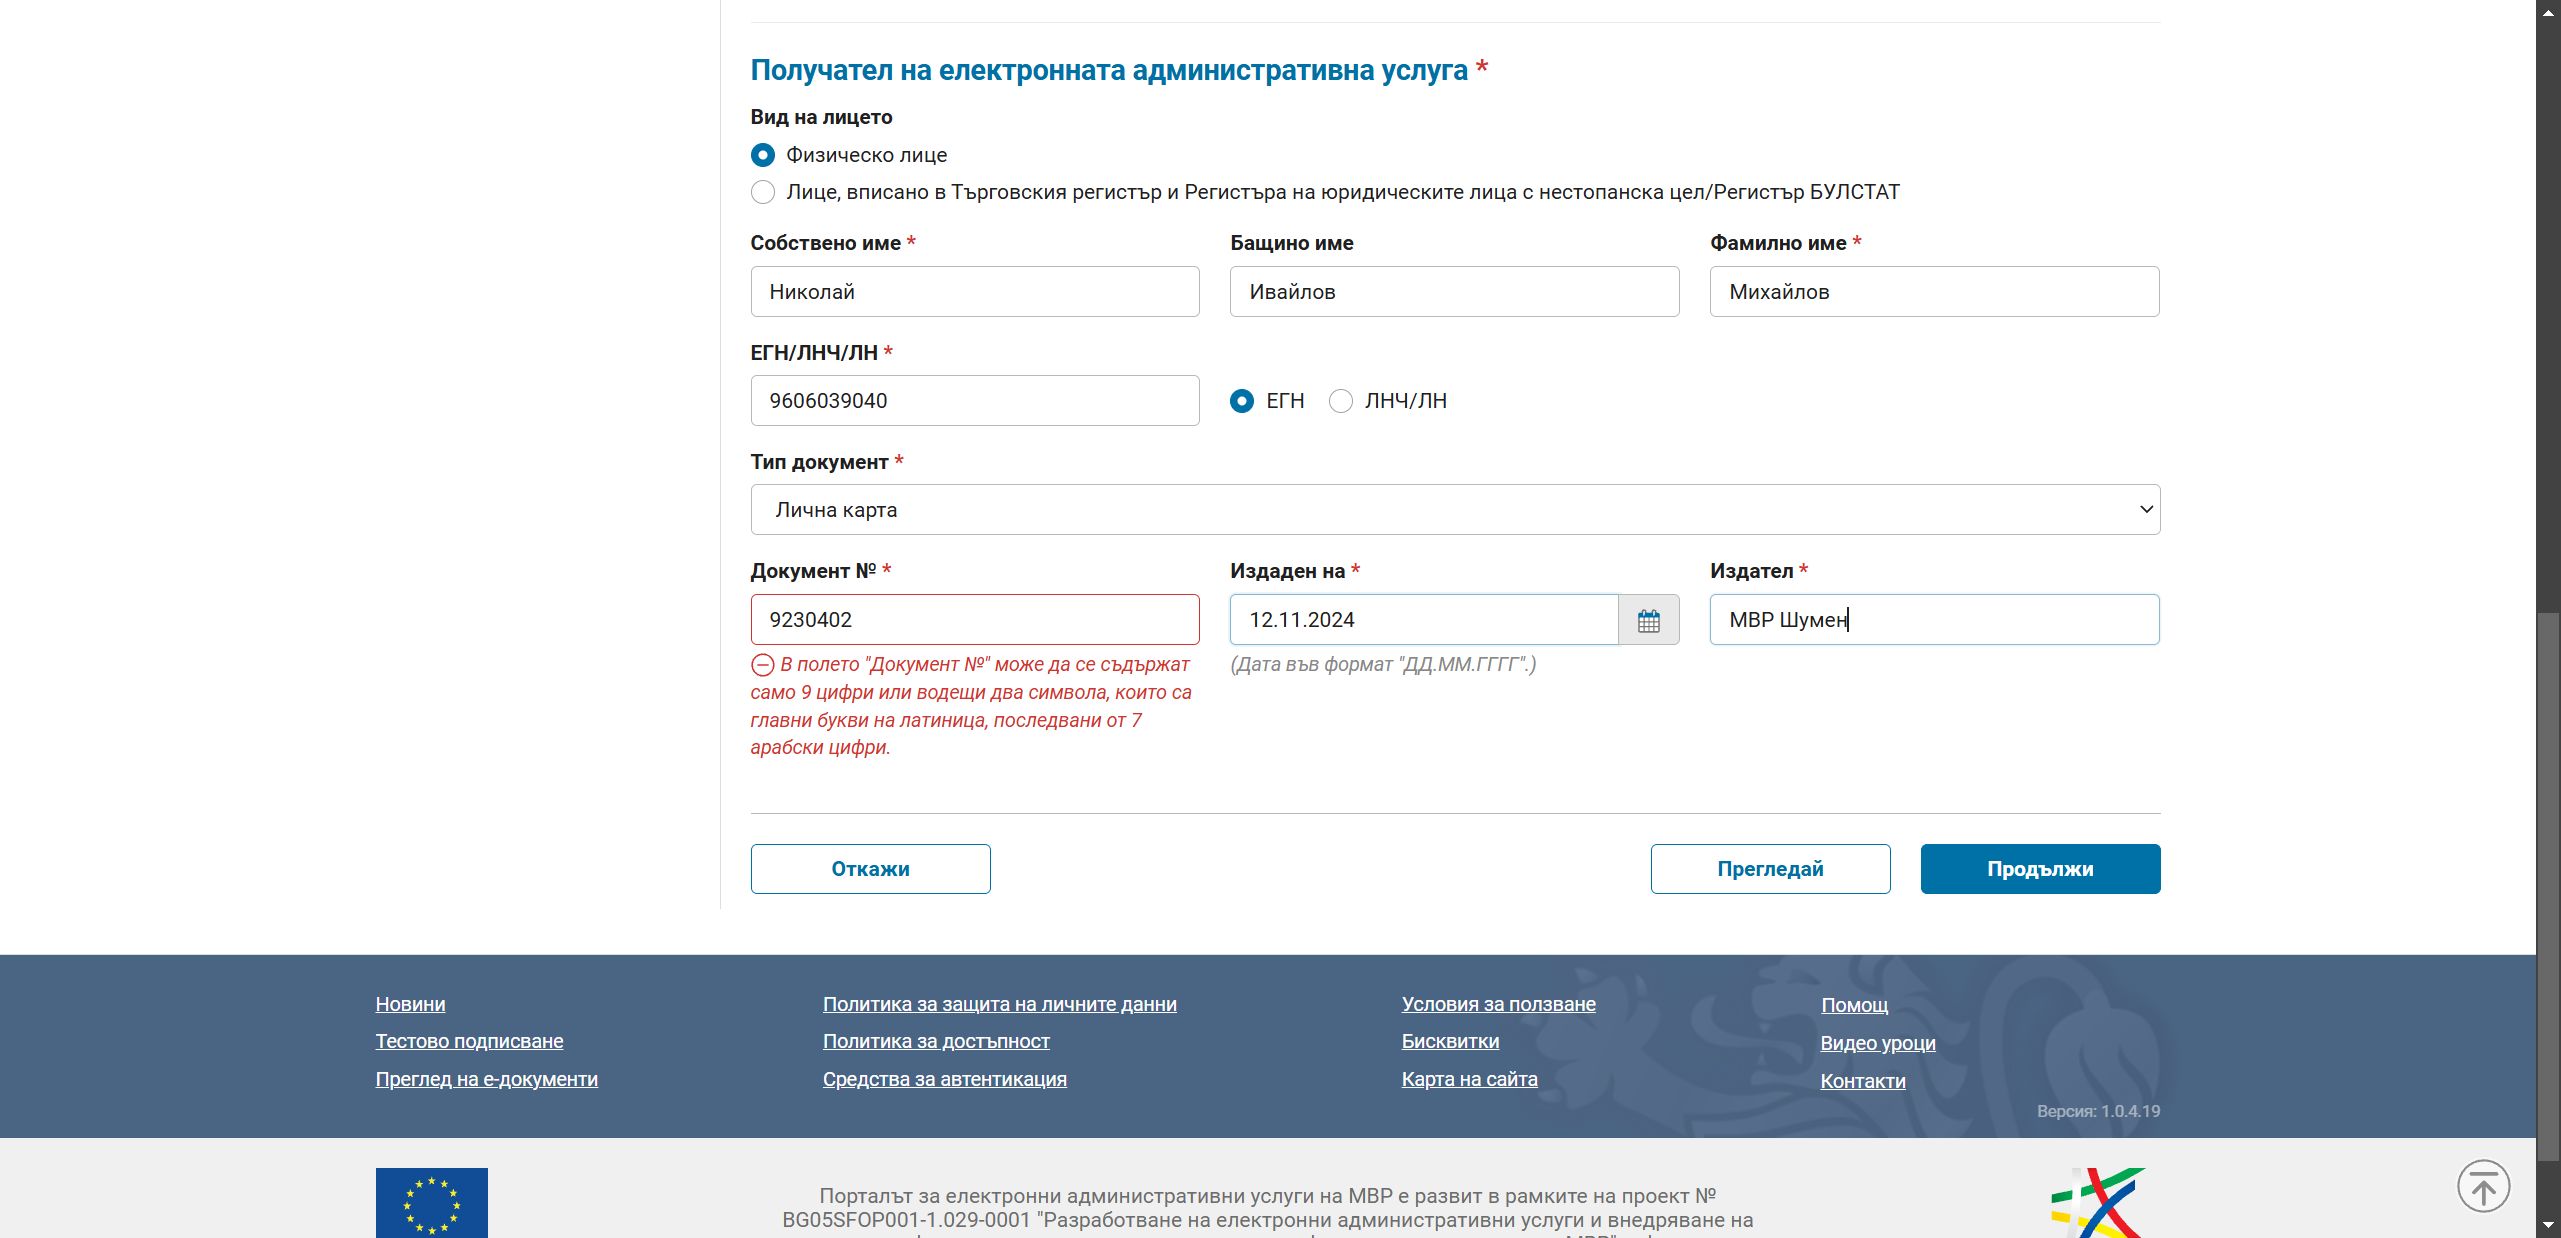 Получател на електронната административна услуга *
Вид на лицето
Физическо лице
Лице, вписано в Търговския регистър и Регистъра на юридическите лица с нестопанска цел/Регистър БУЛСТАТ
Собствено име * Бащино име Фамилно име *
Николай Ивайлов Михайлов
ЕГН/ЛНЧ/ЛН *
9606039040 ЕГН ЛНЧ/ЛН
Тип документ *
Лична карта
Документ № * Издаден на * Издател *
9230402 12.11.2024 МВР Шумен
В полето "Документ №" може да се съдържат (Дата във формат "ДД.ММ.ГГГГ".)
само 9 цифри или водещи два символа, които са
главни букви на латиница, последвани от 7
арабски цифри.
Откажи Прегледай Продължи
Новини Политика за защита на личните данни Условия за ползване Помощ
Тестово подписване Политика за достъпност Бисквитки Видео уроци
Преглед на е-документи Средства за автентикация Карта на сайта Контакти
Версия: 1.0.4.19
Порталът за електронни административни услуги на МВР е развит в рамките на проект №
BG05SFOP001-1.029-0001 "Разработване на електронни административни услуги и внедряване на